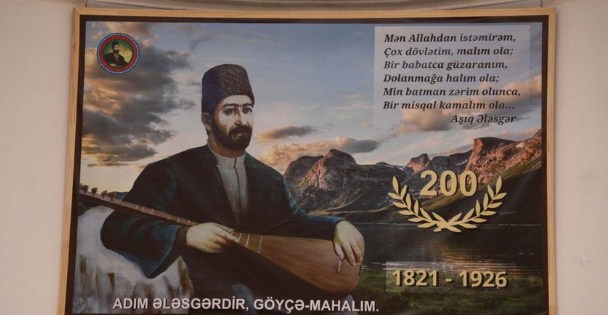 Mən Allahdan istəmirəm,
Çox dövlətim, malım ola;
Bir babatca güzaranım,
Dolanmağa halım ola;
Min batman zərim olunca,
Bir misqal kamalım ola...
Aşıq Ələsgər
200
1821 - 1926
ADIM ƏLƏSGƏRDİR, GÖYÇƏ-MAHALIM.